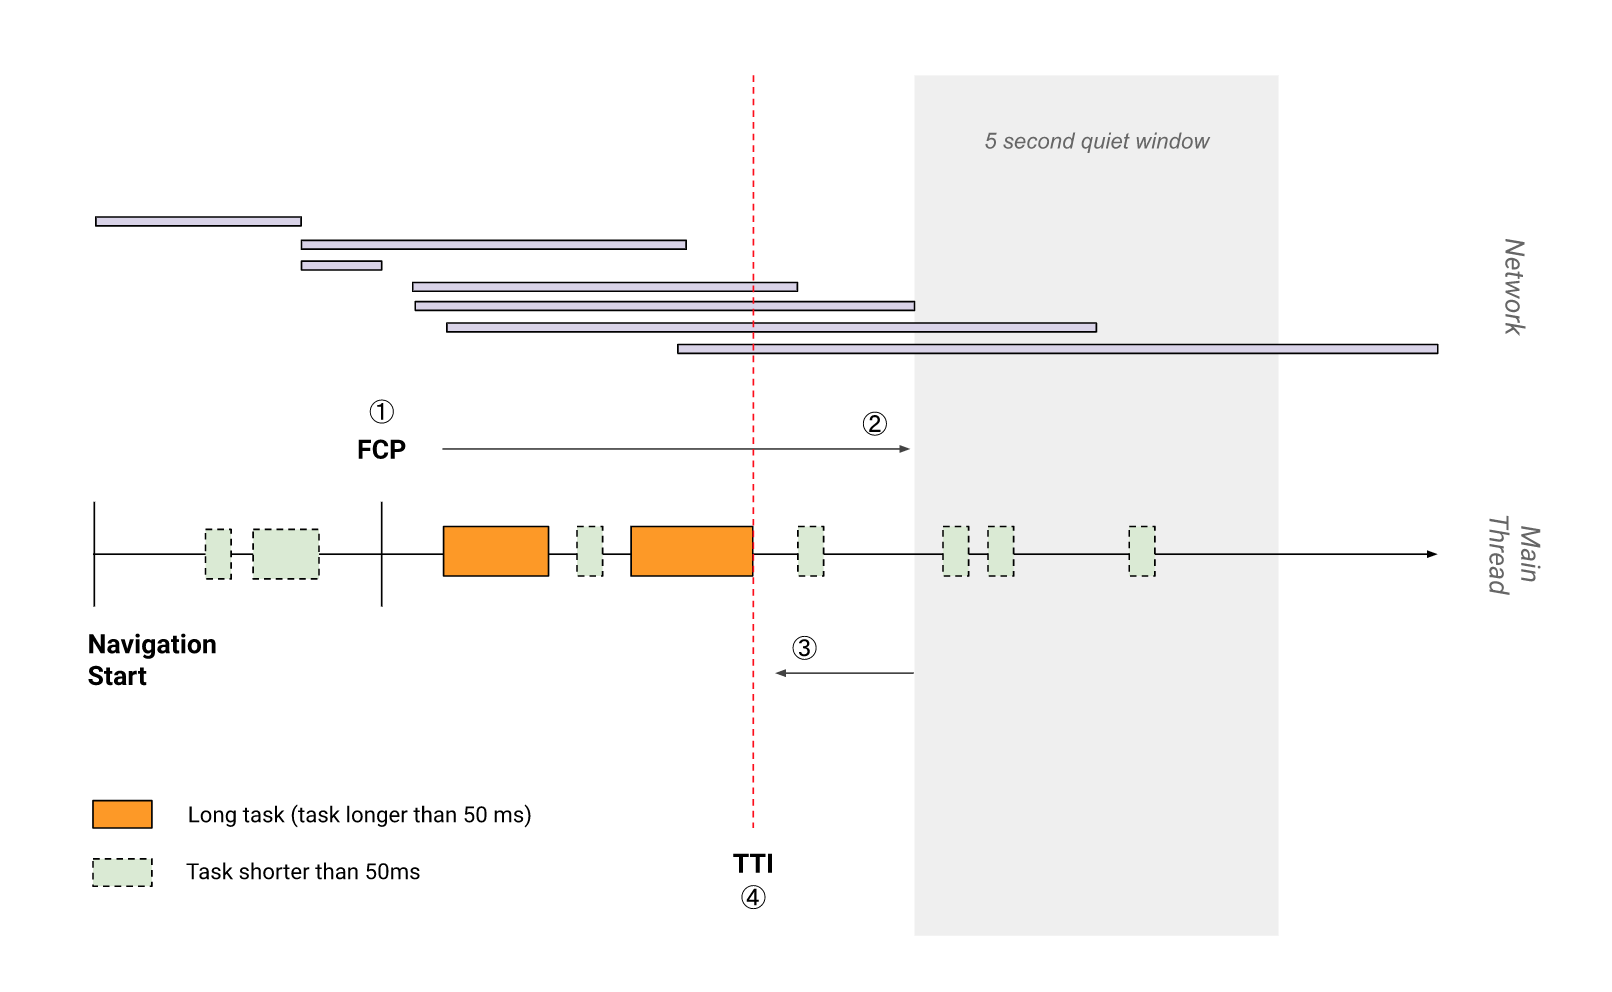 5 second quiet window
Network
①
FCP
②
Main
Thread
Navigation
Start
③
Long task (task longer than 50 ms)
Task shorter than 50ms
TTI
④